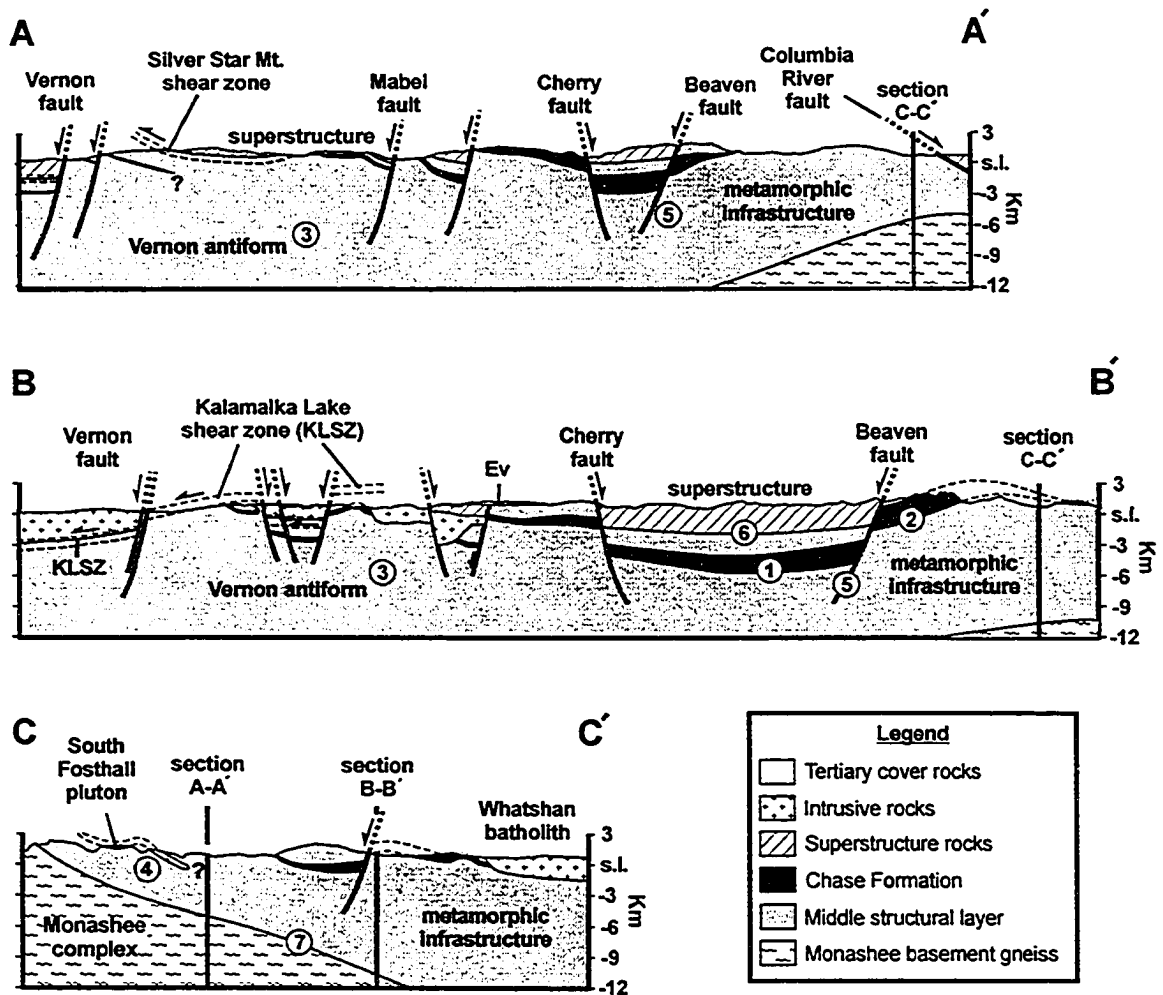 A
A′
Vernon
fault
Silver Star Mt.
shear zone
superstructure
Mabel
fault
Cherry
fault
Beaven
fault
Columbia
River
fault
section
C-C′
3
s.l.
-3
-6
-9
-12
Km
?
Vernon antiform
3
5
metamorphic
infrastructure
B
B′
Vernon
fault
Kalamalka Lake
shear zone (KLSZ)
Ev
Cherry
fault
superstructure
Beaven
fault
section
C-C′
3
s.l.
-3
-6
-9
-12
Km
KLSZ
Vernon antiform
3
6
1
2
5
metamorphic
infrastructure
C
C′
South
Fosthall
pluton
section
A-A′
section
B-B′
Whatshan
batholith
3
s.l.
-3
-6
-9
-12
Km
4
?
Monashee
complex
7
metamorphic
infrastructure
Legend
Tertiary cover rocks
Intrusive rocks
Superstructure rocks
Chase Formation
Middle structural layer
Monashee basement gneiss